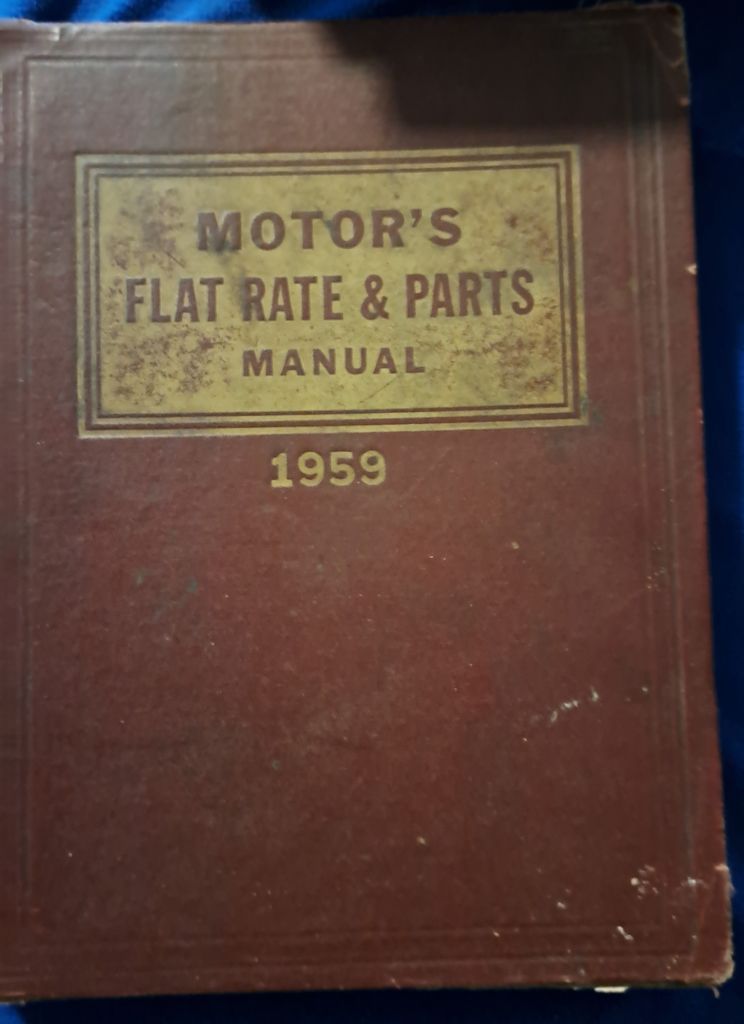 MOTOR'S
FLAT RATE & PARTS
MANUAL
1959